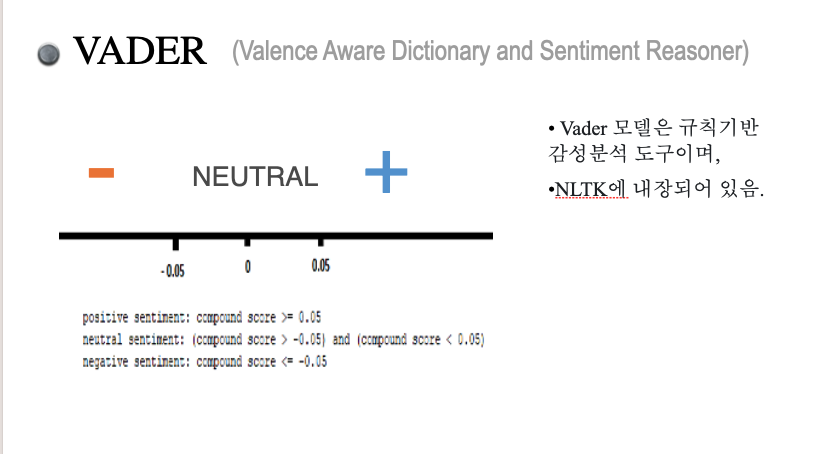 VADER (Valence Aware Dictionary and Sentiment Reasoner)
- NEUTRAL +
-0.05 0 0.05
positive sentiment: compound score >= 0.05
neutral sentiment: (compound score > -0.05) and (compound score < 0.05)
negative sentiment: compound score <= -0.05
• Vader 모델은 규칙기반
감성분석 도구이며,
•NLTK에 내장되어 있음.